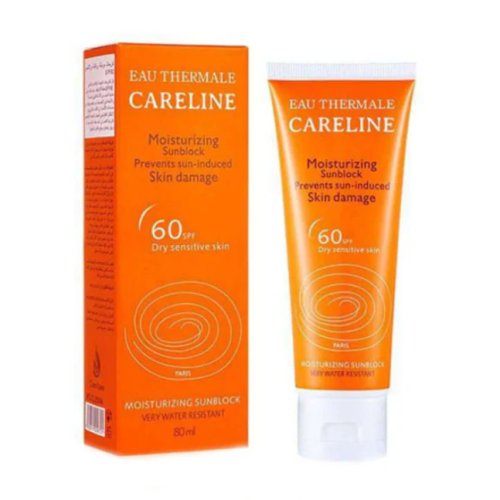 EAU THERMALE
CARELINE
Moisturizing
Sunblock
Prevents sun-induced
Skin damage
60 SPF
Dry sensitive skin
PARIS
MOISTURIZING SUNBLOCK
VERY WATER RESISTANT
80 ml
EAU THERMALE
CARELINE
Moisturizing
Sunblock
Prevents sun-induced
Skin damage
60 SPF
Dry sensitive skin
PARIS
MOISTURIZING SUNBLOCK
VERY WATER RESISTANT